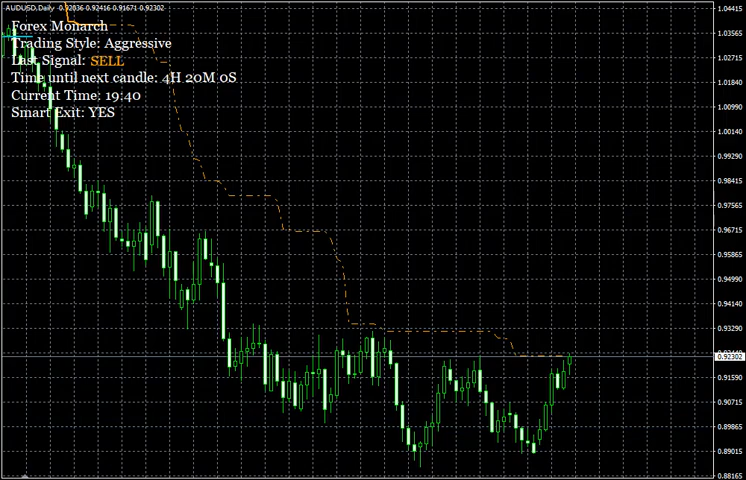 AUDUSD,Daily 0.92036 0.92416 0.91671 0.92302
Forex Monarch
Trading Style: Aggressive
Last Signal: SELL
Time until next candle: 4H 20M 0S
Current Time: 19:40
Smart Exit: YES
1.04415
1.03565
1.02715
1.01840
1.00990
1.00140
0.99290
0.98415
0.97565
0.96715
0.95865
0.94990
0.94140
0.93290
0.92302
0.91590
0.90715
0.89865
0.89015
0.88165